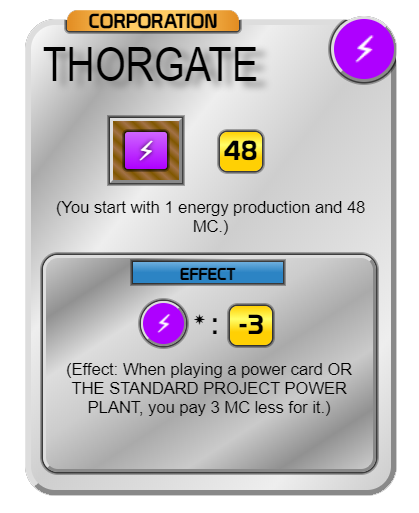 CORPORATION
THORGATE
48
(You start with 1 energy production and 48
MC.)
EFFECT
* : -3
(Effect: When playing a power card OR
THE STANDARD PROJECT POWER
PLANT, you pay 3 MC less for it.)